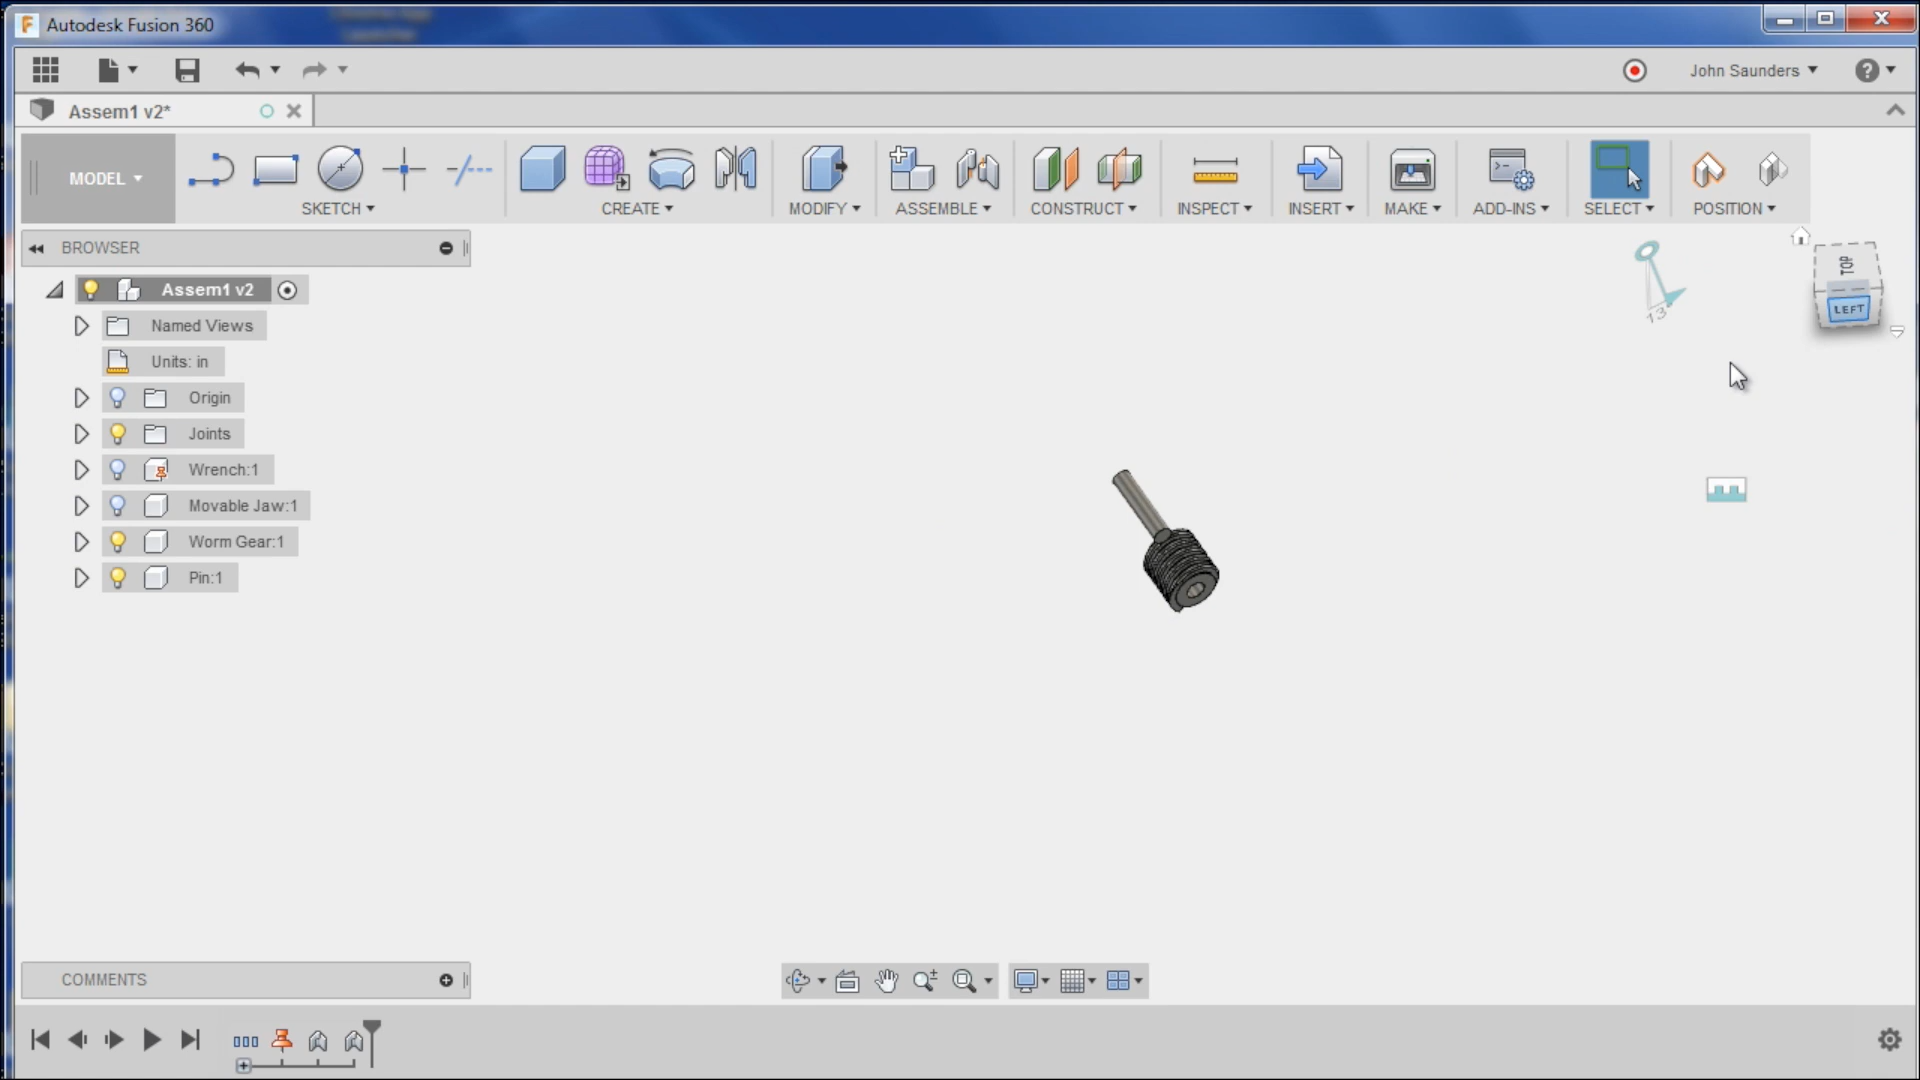 Autodesk Fusion 360
John Saunders
Assem1 v2*
MODEL
SKETCH
CREATE
MODIFY
ASSEMBLE
CONSTRUCT
INSPECT
INSERT
MAKE
ADD-INS
SELECT
POSITION
BROWSER
Assem1 v2
Named Views
Units: in
Origin
Joints
Wrench:1
Movable Jaw:1
Worm Gear:1
Pin:1
TOP
LEFT
13
COMMENTS